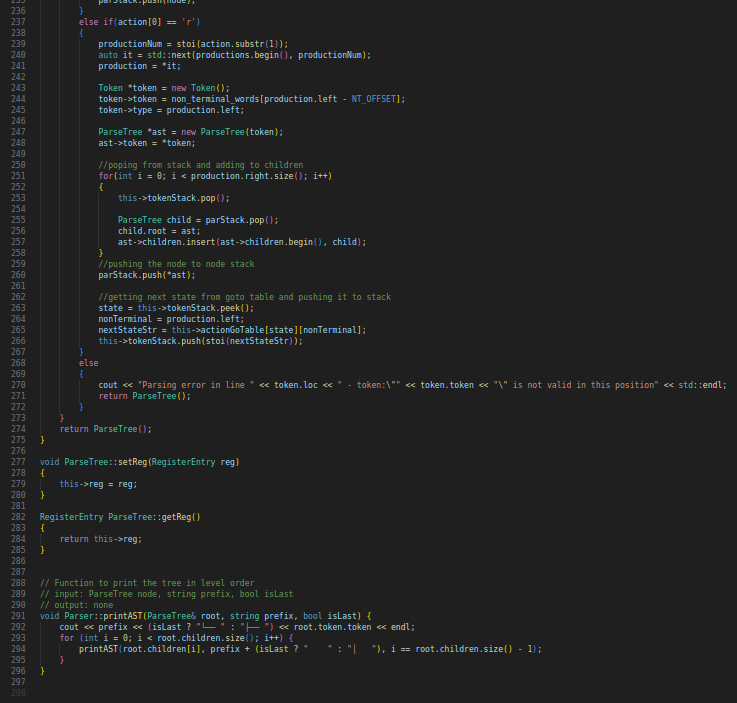 235 parStack.push(node);
236 }
237 else if(action[0] == 'r')
238 {
239 productionNum = stoi(action.substr(1));
240 auto it = std::next(productions.begin(), productionNum);
241 production = *it;
242
243 Token *token = new Token();
244 token->token = non_terminal_words[production.left - NT_OFFSET];
245 token->type = production.left;
246
247 ParseTree *ast = new ParseTree(token);
248 ast->token = *token;
249
250 //poping from stack and adding to children
251 for(int i = 0; i < production.right.size(); i++)
252 {
253 this->tokenStack.pop();
254
255 ParseTree child = parStack.pop();
256 child.root = ast;
257 ast->children.insert(ast->children.begin(), child);
258 }
259 //pushing the node to node stack
260 parStack.push(*ast);
261
262 //getting next state from goto table and pushing it to stack
263 state = this->tokenStack.peek();
264 nonTerminal = production.left;
265 nextStateStr = this->actionGoTable[state][nonTerminal];
266 this->tokenStack.push(stoi(nextStateStr));
267 }
268 else
269 {
270 cout << "Parsing error in line " << token.loc << " - token:\"" << token.token << "\" is not valid in this position" << std::endl;
271 return ParseTree();
272 }
273 }
274 return ParseTree();
275 }
276
277 void ParseTree::setReg(RegisterEntry reg)
278 {
279 this->reg = reg;
280 }
281
282 RegisterEntry ParseTree::getReg()
283 {
284 return this->reg;
285 }
286
287
288 // Function to print the tree in level order
289 // input: ParseTree node, string prefix, bool isLast
290 // output: none
291 void Parser::printAST(ParseTree& root, string prefix, bool isLast) {
292 cout << prefix << (isLast ? "└── " : "├── ") << root.token.token << endl;
293 for (int i = 0; i < root.children.size(); i++) {
294 printAST(root.children[i], prefix + (isLast ? "    " : "|   "), i == root.children.size() - 1);
295 }
296 }
297
298